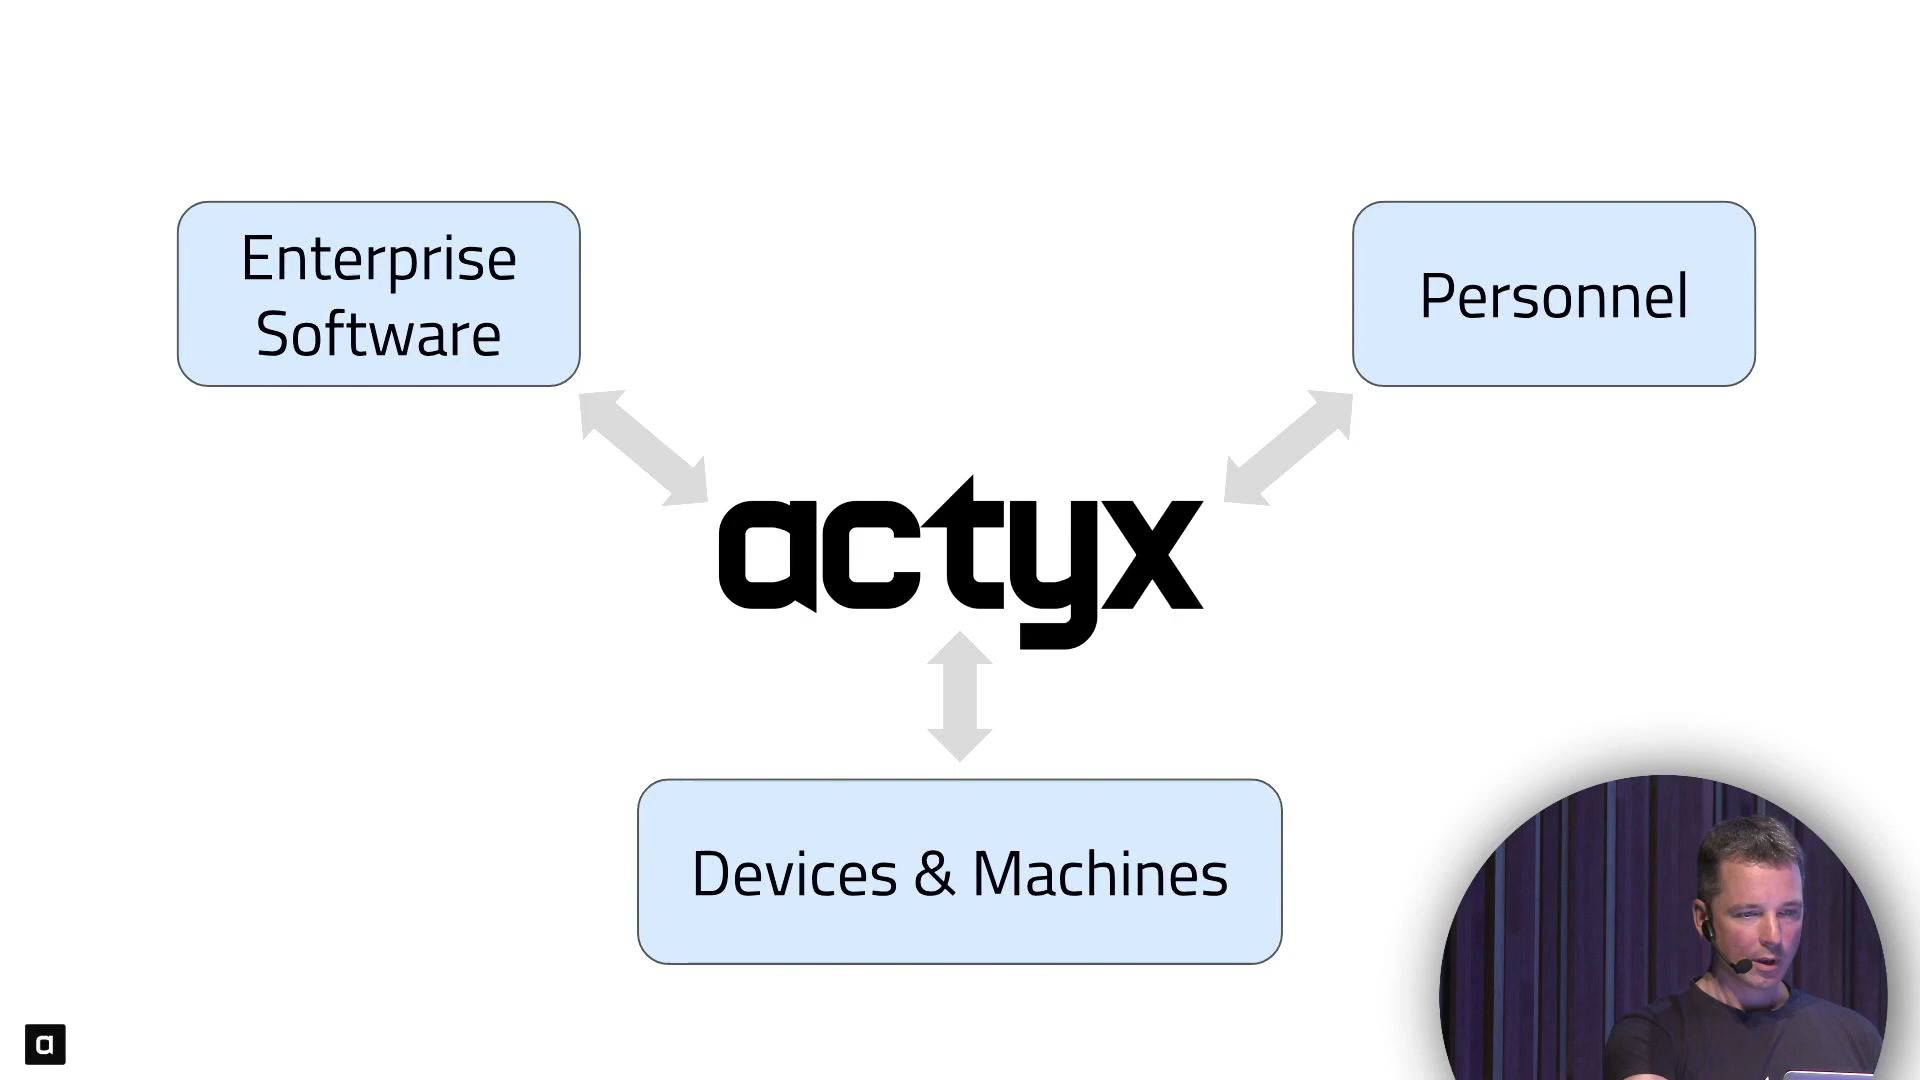 Enterprise
Software
Personnel
actyx
Devices & Machines
a